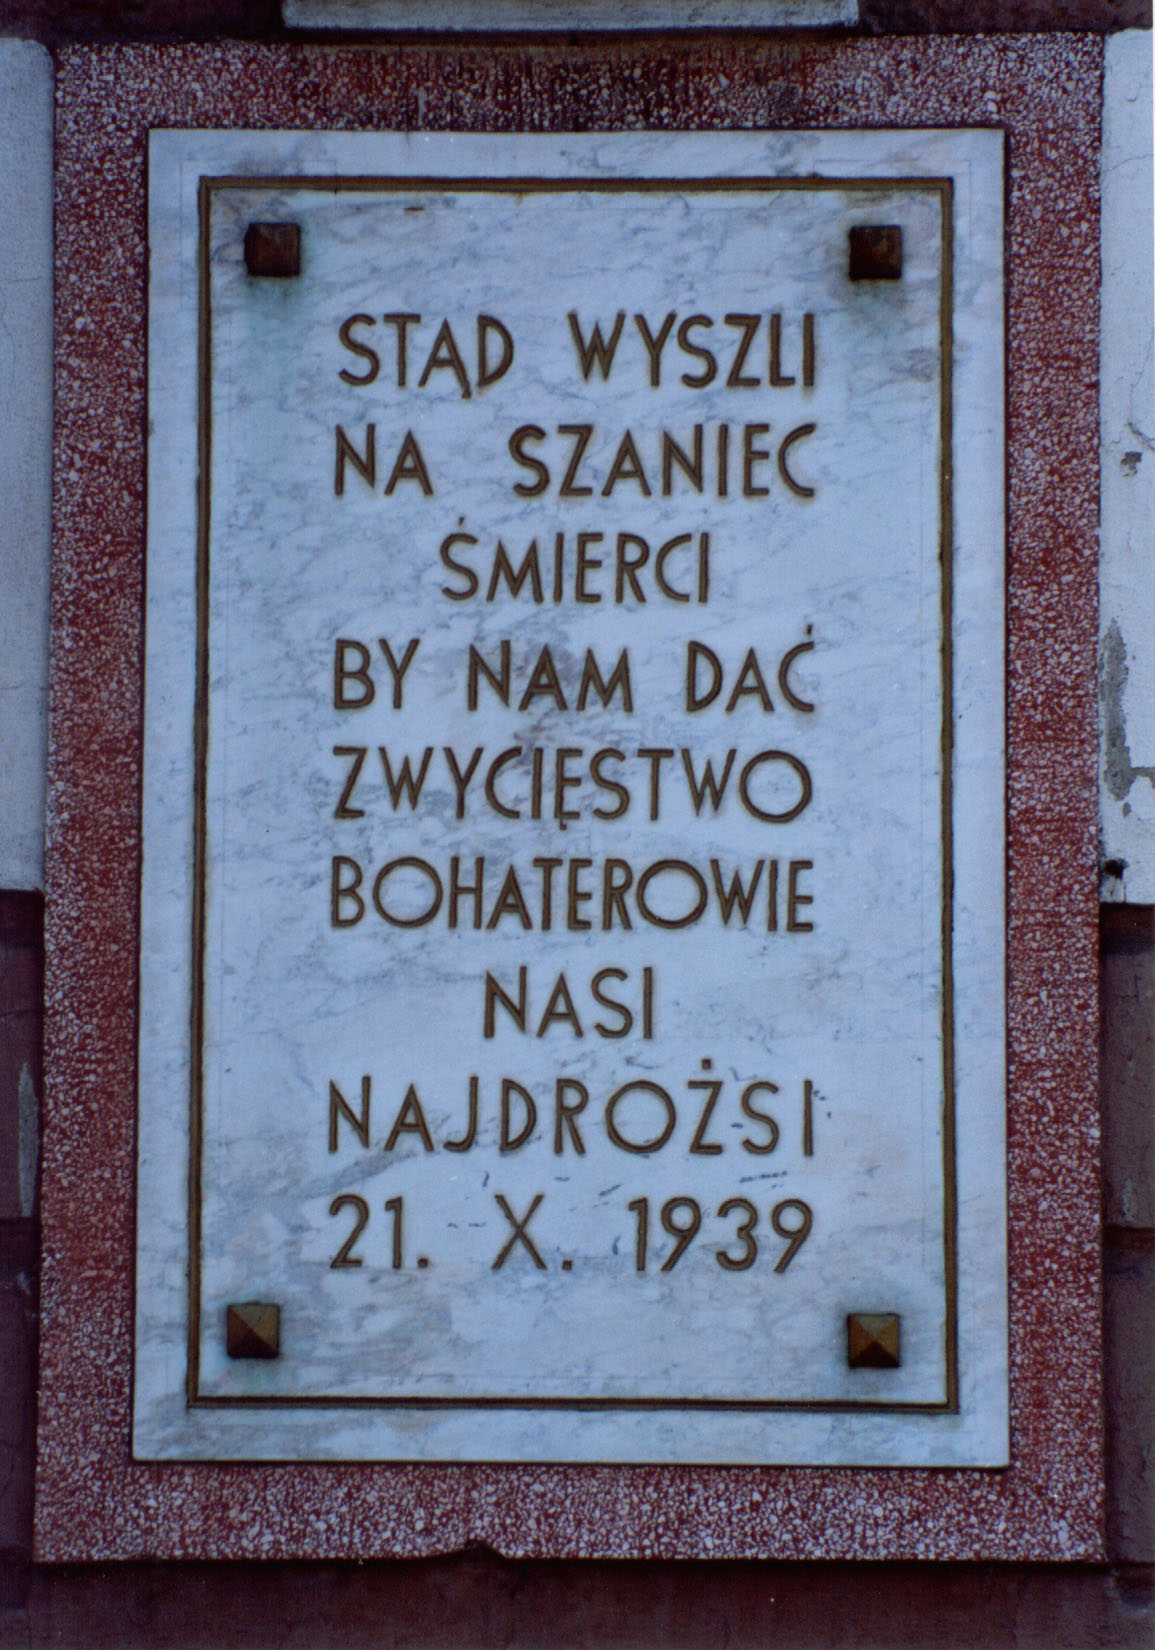 STĄD WYSZLI
NA SZANIEC
ŚMIERCI
BY NAM DAĆ
ZWYCIĘSTWO
BOHATEROWIE
NASI
NAJDROŻSI
21. X. 1939